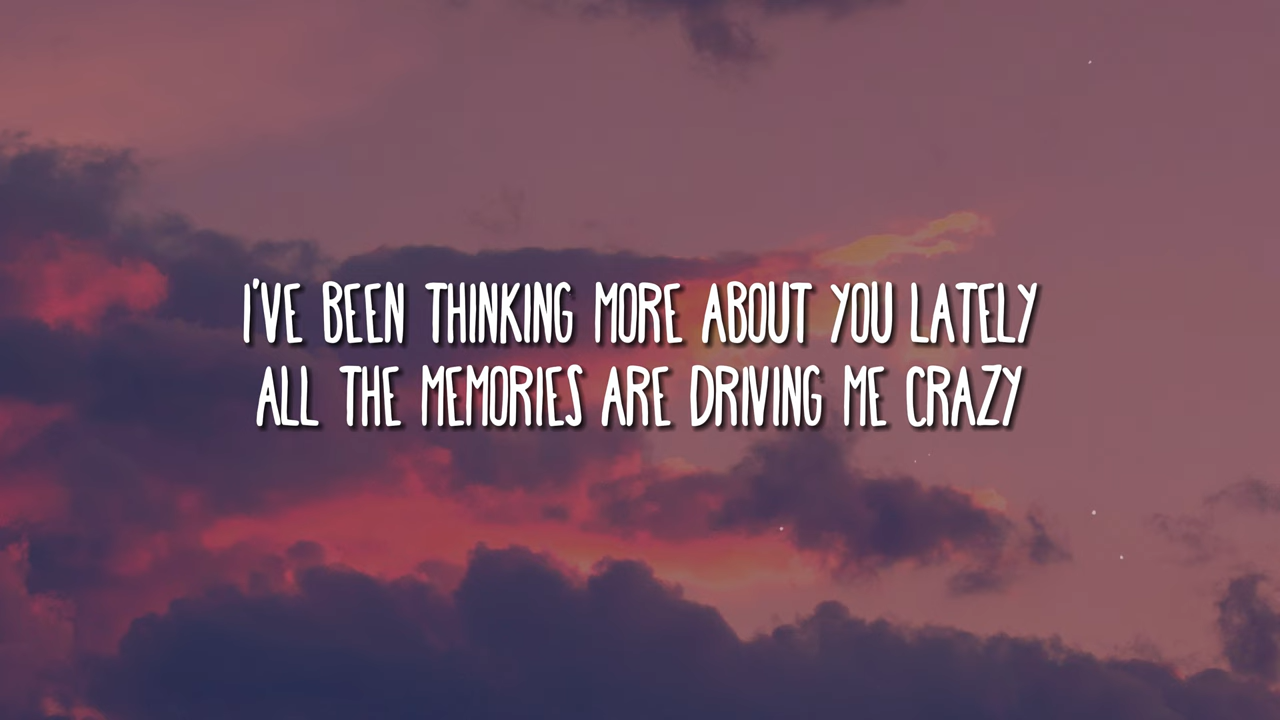 I'VE BEEN THINKING MORE ABOUT YOU LATELY
ALL THE MEMORIES ARE DRIVING ME CRAZY